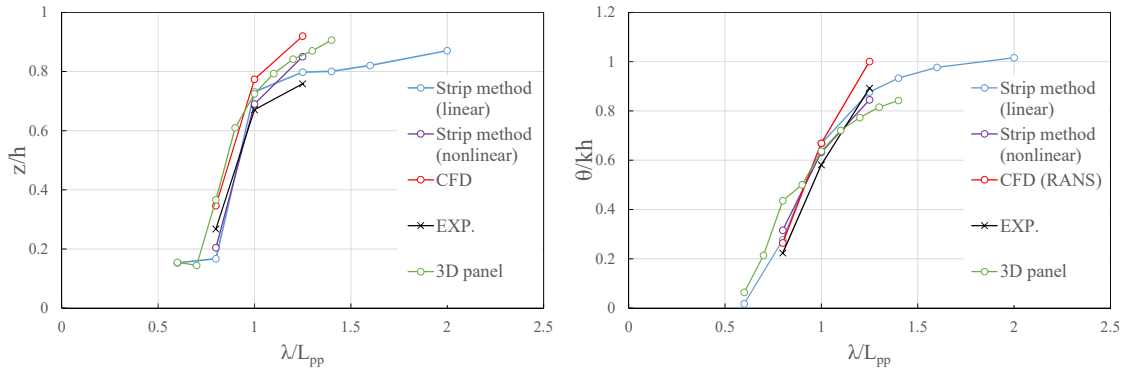 1
0.8
0.6
0.4
0.2
0
z/h
0
0.5
1
1.5
2
2.5
λ/Lpp
Strip method
(linear)
Strip method
(nonlinear)
CFD
EXP.
3D panel
1.2
1
0.8
0.6
0.4
0.2
0
θ/kh
0
0.5
1
1.5
2
2.5
λ/Lpp
Strip method
(linear)
Strip method
(nonlinear)
CFD (RANS)
EXP.
3D panel